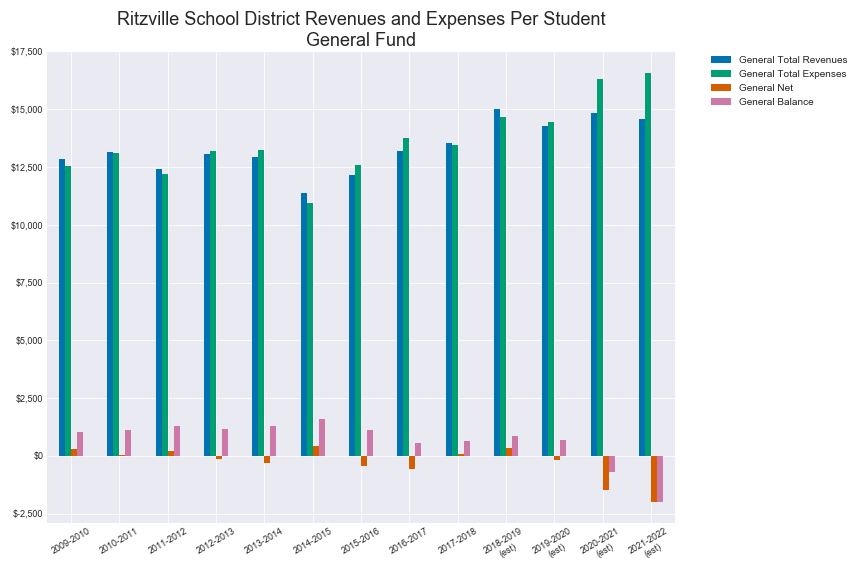 Ritzville School District Revenues and Expenses Per Student
General Fund
$17,500
$15,000
$12,500
$10,000
$7,500
$5,000
$2,500
$0
$-2,500
2009-2010
2010-2011
2011-2012
2012-2013
2013-2014
2014-2015
2015-2016
2016-2017
2017-2018
2018-2019
(est)
2019-2020
(est)
2020-2021
(est)
2021-2022
(est)
General Total Revenues
General Total Expenses
General Net
General Balance